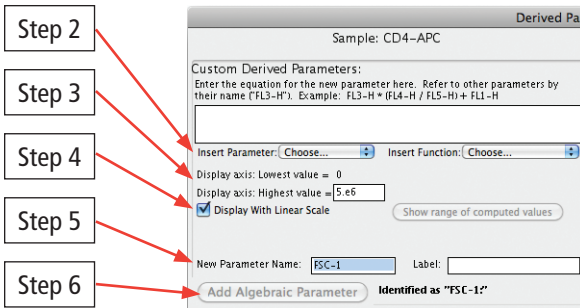 Derived Pa
Step 2
Sample: CD4-APC
Custom Derived Parameters:
Enter the equation for the new parameter here. Refer to other parameters by
their name ("FL3-H"). Example: FL3-H * (FL4-H / FL5-H) + FL1-H
Step 3
Insert Parameter: Choose... Insert Function: Choose...
Step 4
Display axis: Lowest value = 0
Display axis: Highest value = 5.e6
Display With Linear Scale Show range of computed values
Step 5
New Parameter Name: FSC-1 Label:
Step 6
Add Algebraic Parameter Identified as "FSC-1:"